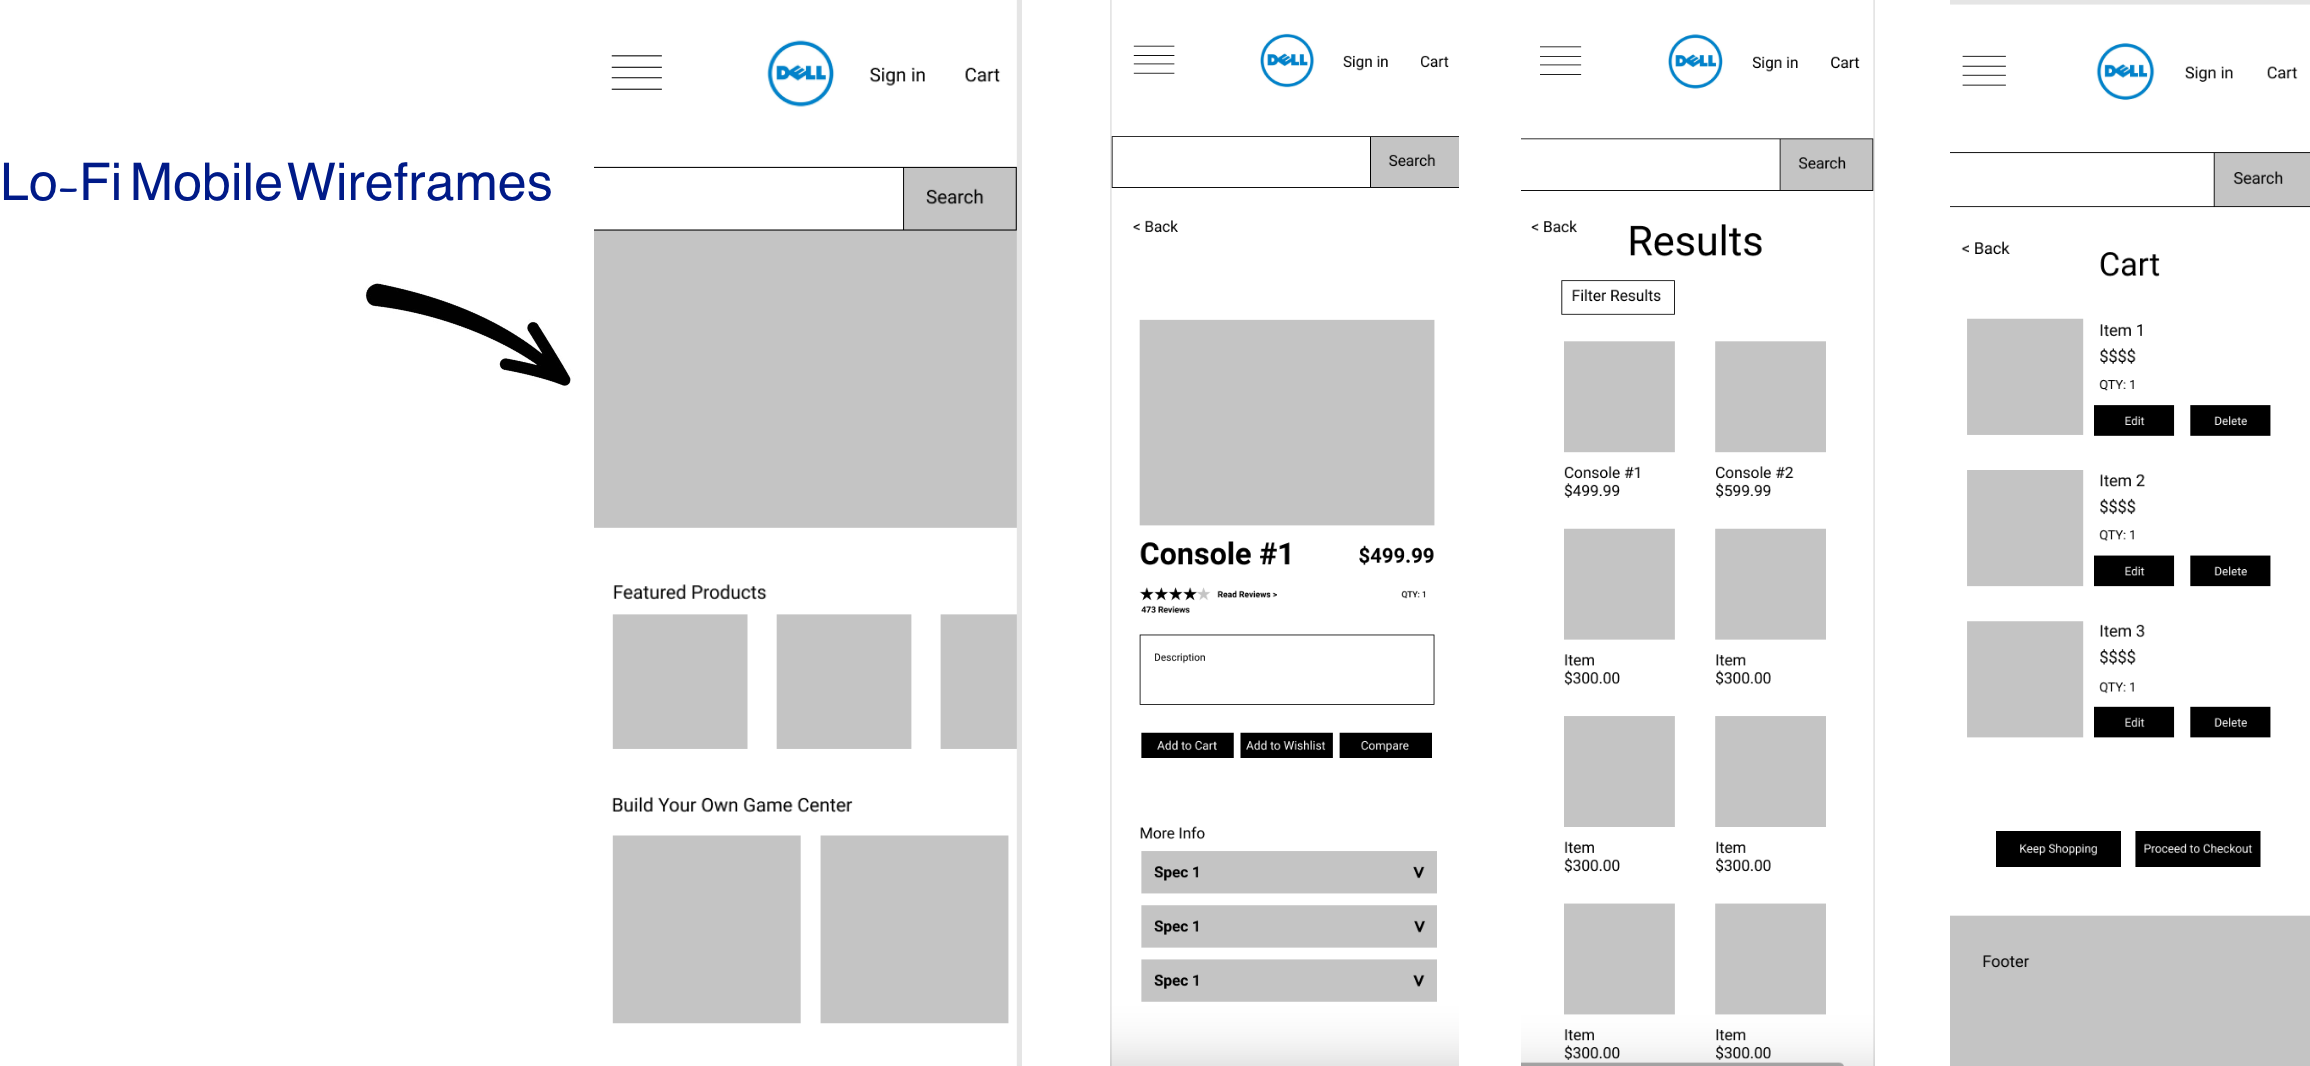 Lo-Fi Mobile Wireframes
DELL
Sign in
Cart
Search
Featured Products
Build Your Own Game Center
DELL
Sign in
Cart
Search
< Back
Console #1
$499.99
Read Reviews >
QTY: 1
473 Reviews
Description
Add to Cart
Add to Wishlist
Compare
More Info
Spec 1
V
Spec 1
V
Spec 1
V
DELL
Sign in
Cart
Search
< Back
Results
Filter Results
Console #1
$499.99
Console #2
$599.99
Item
$300.00
Item
$300.00
Item
$300.00
Item
$300.00
Item
$300.00
Item
$300.00
DELL
Sign in
Cart
Search
< Back
Cart
Item 1
$$$$
QTY: 1
Edit
Delete
Item 2
$$$$
QTY: 1
Edit
Delete
Item 3
$$$$
QTY: 1
Edit
Delete
Keep Shopping
Proceed to Checkout
Footer